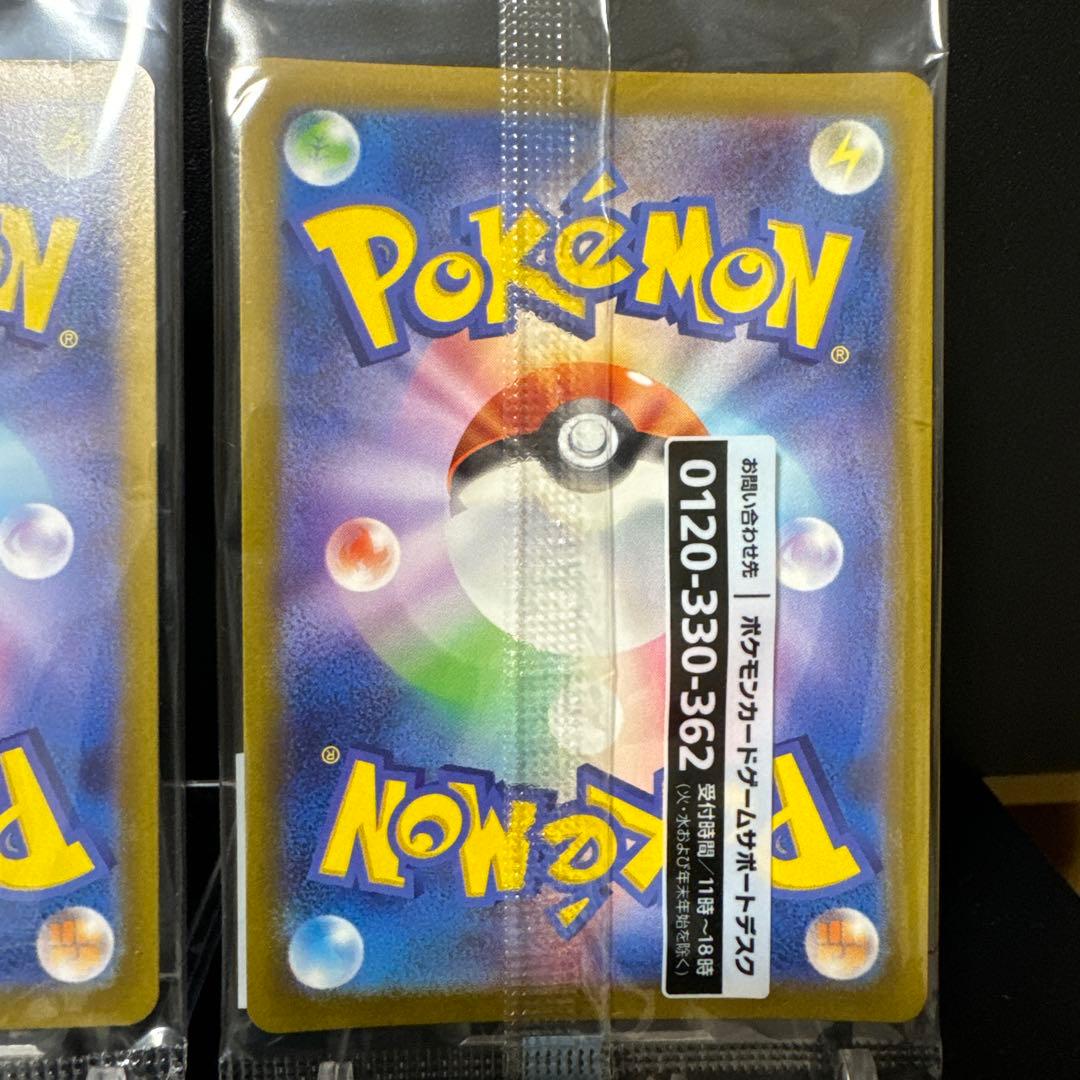 ON
®
POKéMON
®
お問い合わせ先｜ポケモンカードゲームサポートデスク
0120-330-362 受付時間／11時～18時
(火・水および年末年始を除く)
POKéMON
®
P